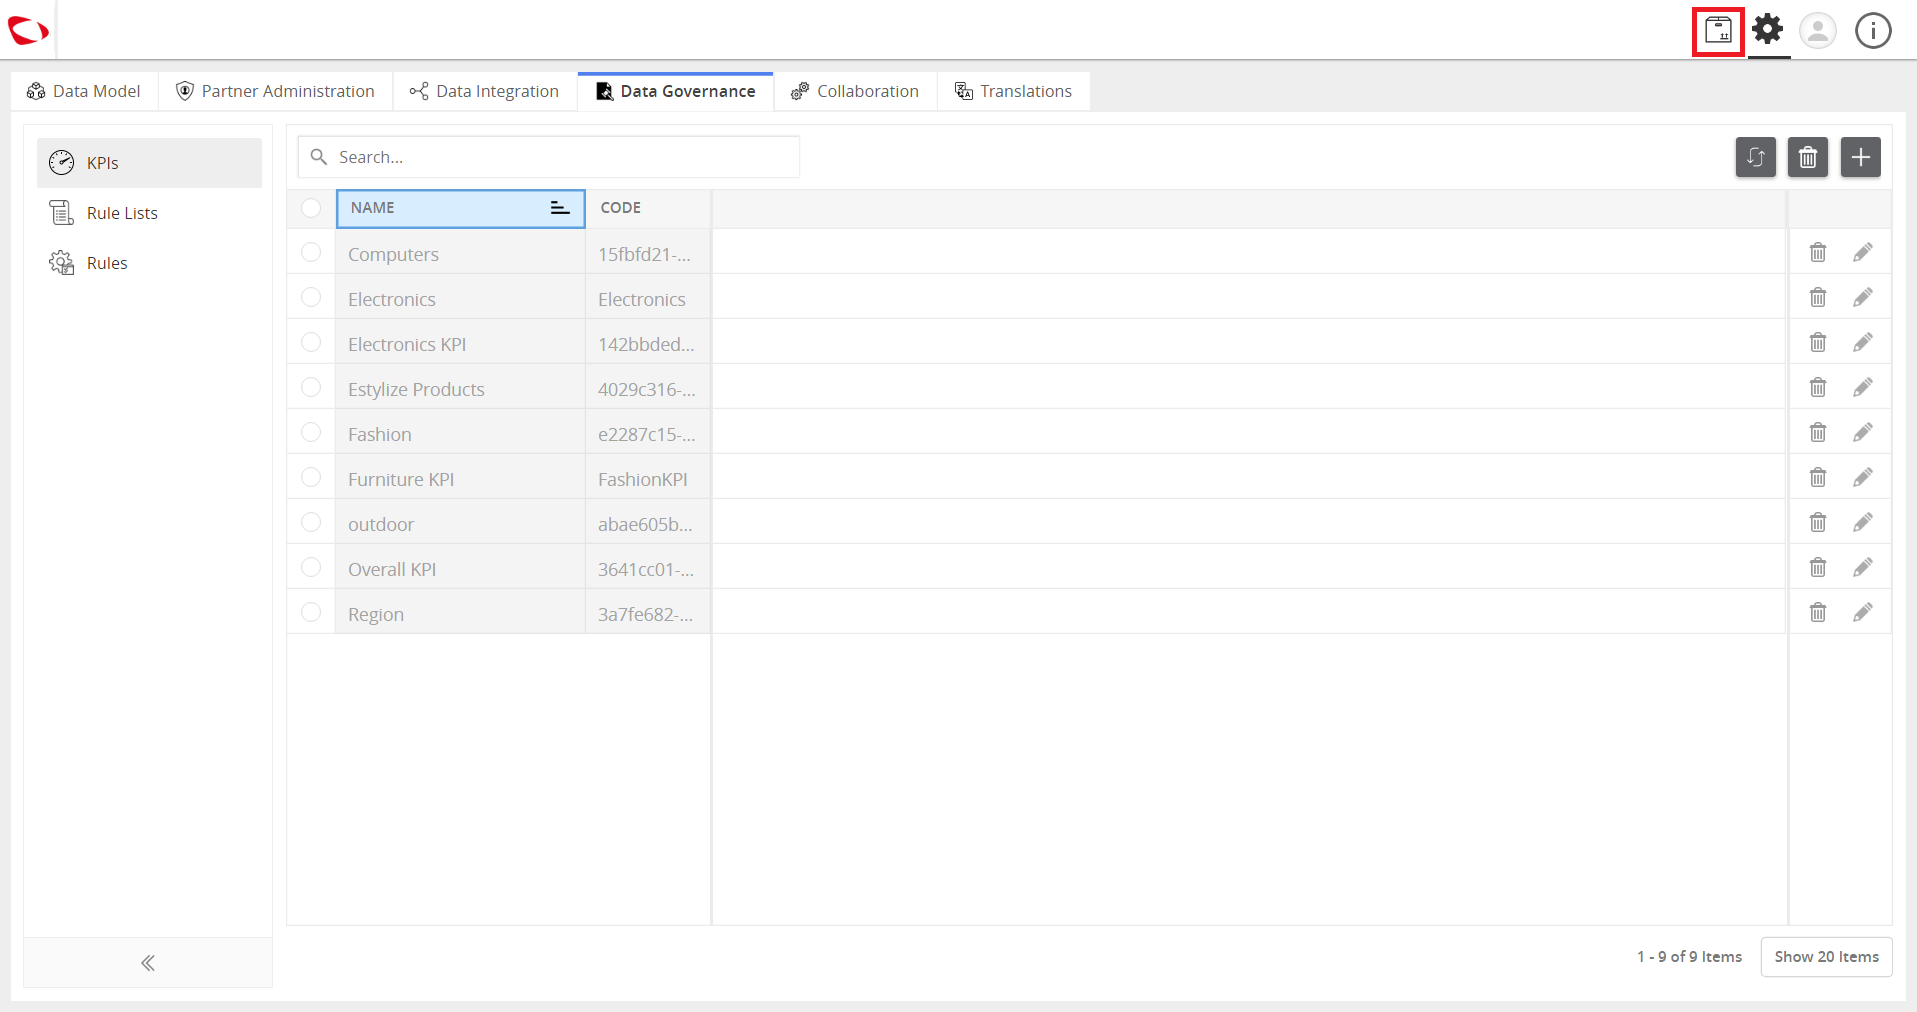 Data Model
Partner Administration
Data Integration
Data Governance
Collaboration
Translations
KPIs
Rule Lists
Rules
Search...
NAME CODE
Computers 15fbfd21-...
Electronics Electronics
Electronics KPI 142bbded...
Estylize Products 4029c316-...
Fashion e2287c15-...
Furniture KPI FashionKPI
outdoor abae605b...
Overall KPI 3641cc01-...
Region 3a7fe682-...
1 - 9 of 9 Items
Show 20 Items